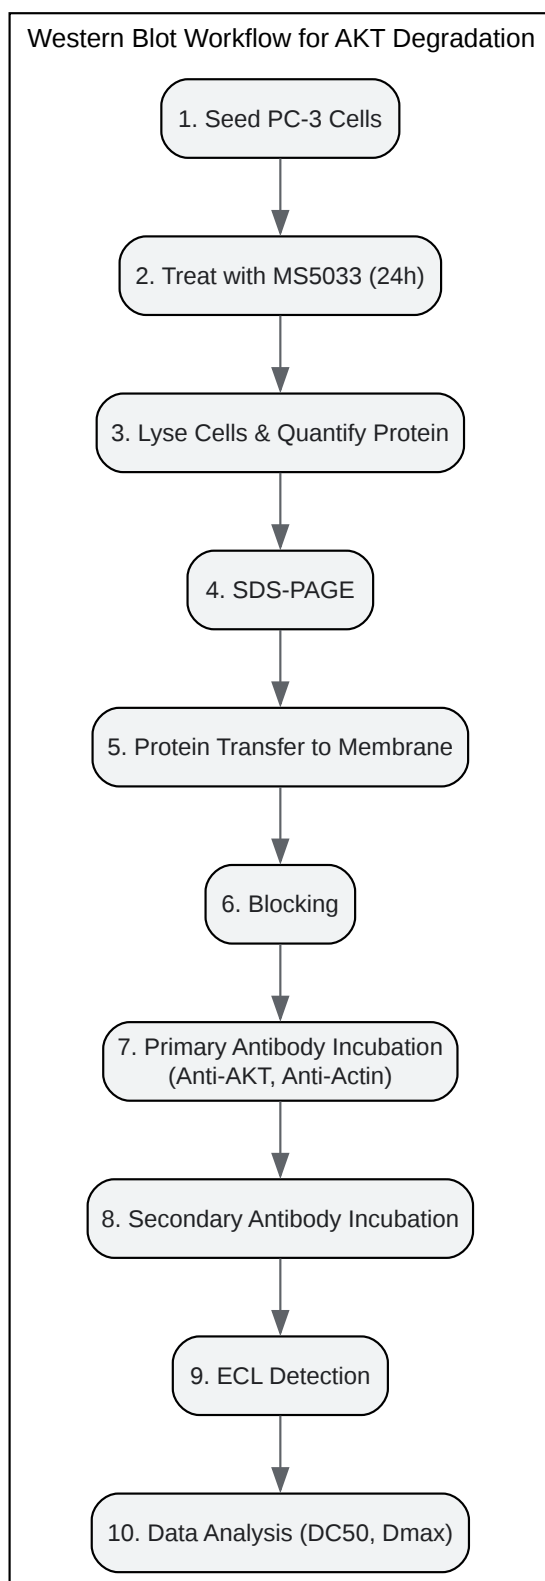 Western Blot Workflow for AKT Degradation
1. Seed PC-3 Cells
2. Treat with MS5033 (24h)
3. Lyse Cells & Quantify Protein
4. SDS-PAGE
5. Protein Transfer to Membrane
6. Blocking
7. Primary Antibody Incubation
(Anti-AKT, Anti-Actin)
8. Secondary Antibody Incubation
9. ECL Detection
10. Data Analysis (DC50, Dmax)